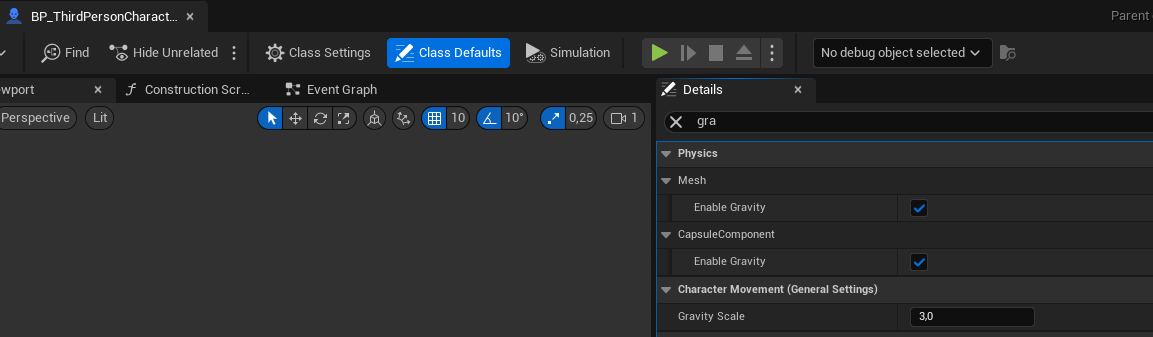 BP_ThirdPersonCharact...
Parent
Find
Hide Unrelated
Class Settings
Class Defaults
Simulation
No debug object selected
wport
Construction Scr...
Event Graph
Details
Perspective
Lit
10
10°
0,25
1
gra
Physics
Mesh
Enable Gravity
CapsuleComponent
Enable Gravity
Character Movement (General Settings)
Gravity Scale
3,0